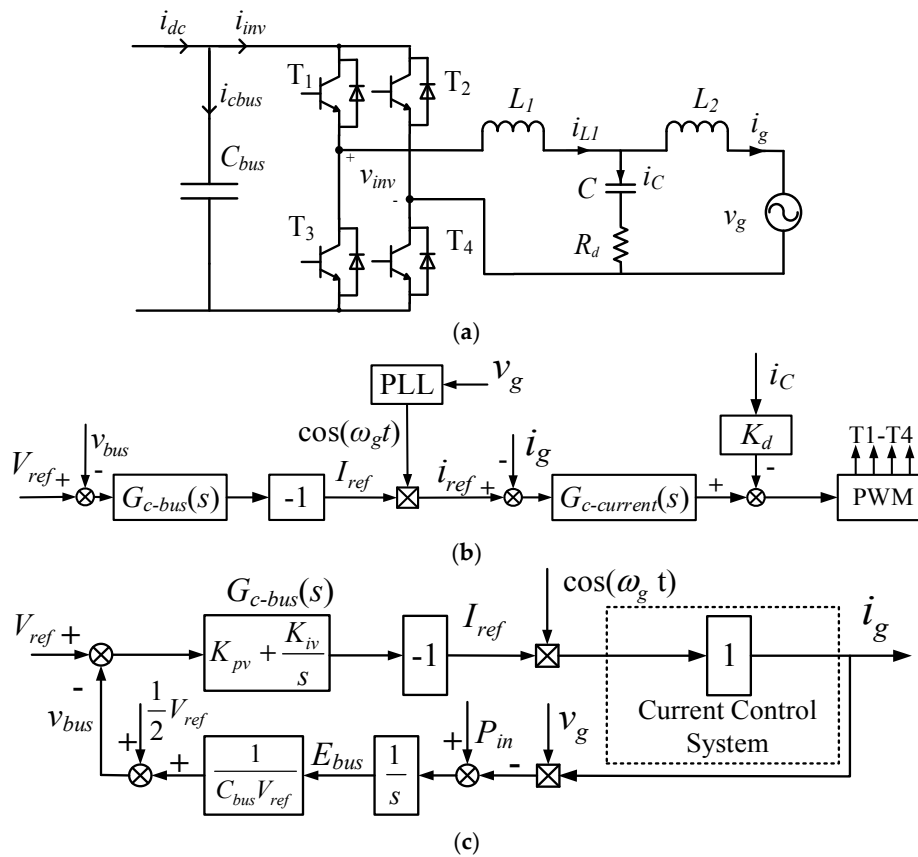 i_dc
i_inv
i_cbus
C_bus
T_1
T_2
T_3
T_4
+
v_inv
-
L_1
i_L1
L_2
i_g
C
i_C
R_d
v_g
(a)
PLL
v_g
cos(ω_g t)
i_C
K_d
T1-T4
V_ref +
v_bus
-
G_c-bus(s)
-1
I_ref
i_ref +
-
i_g
G_c-current(s)
+
-
PWM
(b)
G_c-bus(s)
cos(ω_g t)
V_ref +
-
K_pv + K_iv/s
-1
I_ref
1
i_g
Current Control
System
v_bus
1/2 V_ref
+
+
1/(C_bus V_ref)
E_bus
1/s
+
P_in
-
v_g
(c)